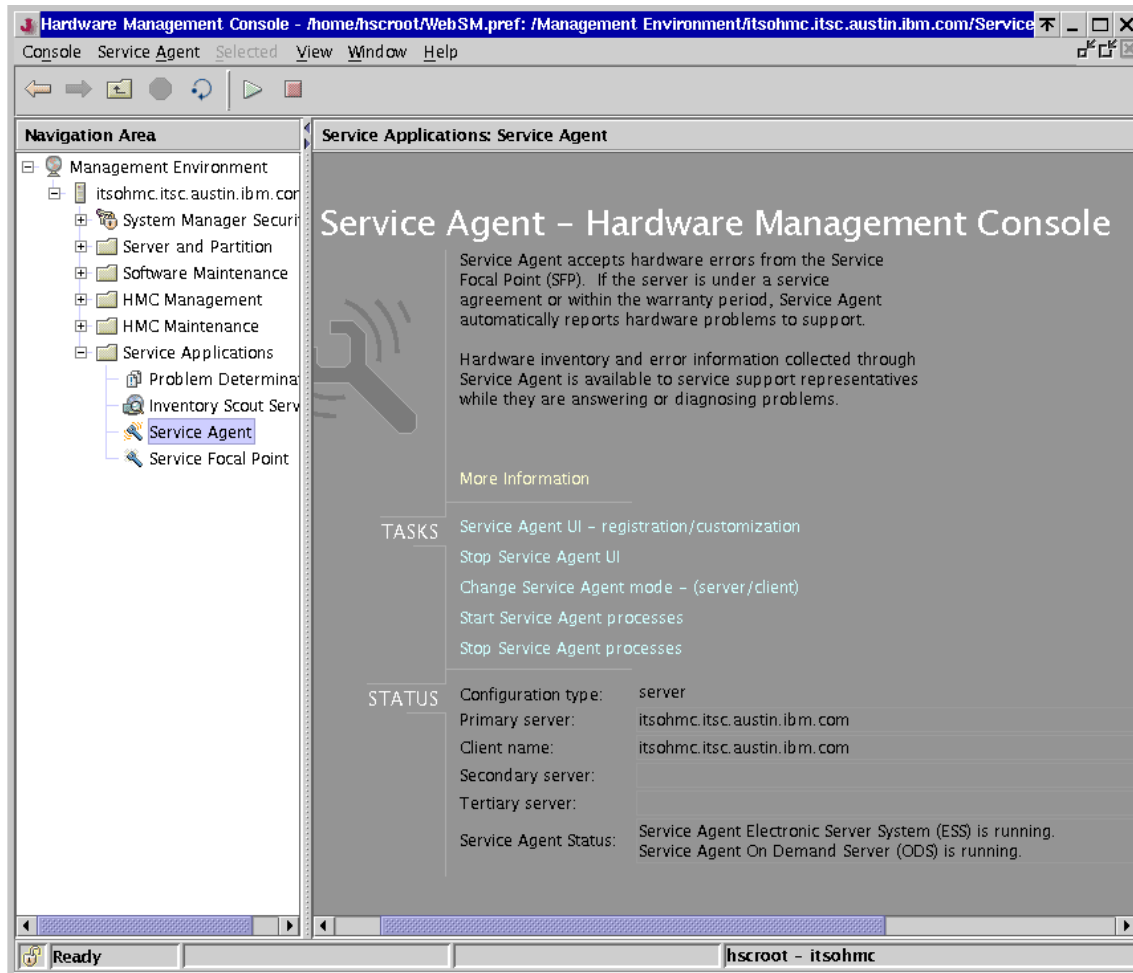 Hardware Management Console - /home/hscroot/WebSM.pref: /Management Environment/itsohmc.itsc.austin.ibm.com/Service
Console Service Agent Selected View Window Help
Navigation Area
Service Applications: Service Agent
Management Environment
itsohmc.itsc.austin.ibm.cor
System Manager Securit
Server and Partition
Software Maintenance
HMC Management
HMC Maintenance
Service Applications
Problem Determinat
Inventory Scout Serv
Service Agent
Service Focal Point
Service Agent - Hardware Management Console
Service Agent accepts hardware errors from the Service
Focal Point (SFP). If the server is under a service
agreement or within the warranty period, Service Agent
automatically reports hardware problems to support.
Hardware inventory and error information collected through
Service Agent is available to service support representatives
while they are answering or diagnosing problems.
More Information
TASKS
Service Agent UI - registration/customization
Stop Service Agent UI
Change Service Agent mode - (server/client)
Start Service Agent processes
Stop Service Agent processes
STATUS
Configuration type: server
Primary server: itsohmc.itsc.austin.ibm.com
Client name: itsohmc.itsc.austin.ibm.com
Secondary server:
Tertiary server:
Service Agent Status: Service Agent Electronic Server System (ESS) is running.
Service Agent On Demand Server (ODS) is running.
Ready
hscroot - itsohmc